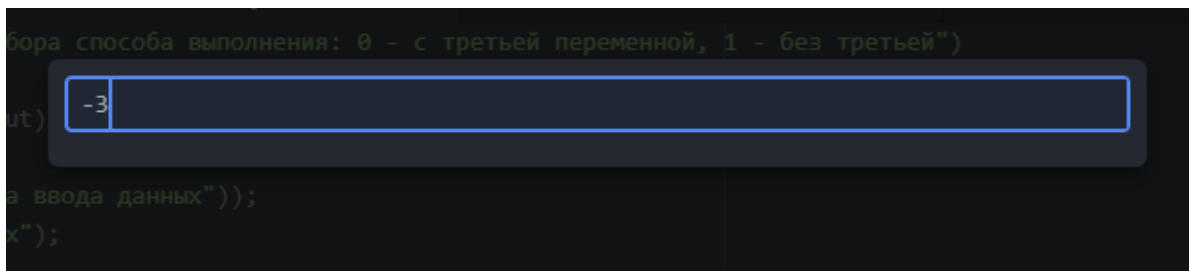 бора способа выполнения: 0 - с третьей переменной, 1 - без третьей")
-3
ut)
а ввода данных"));
х");